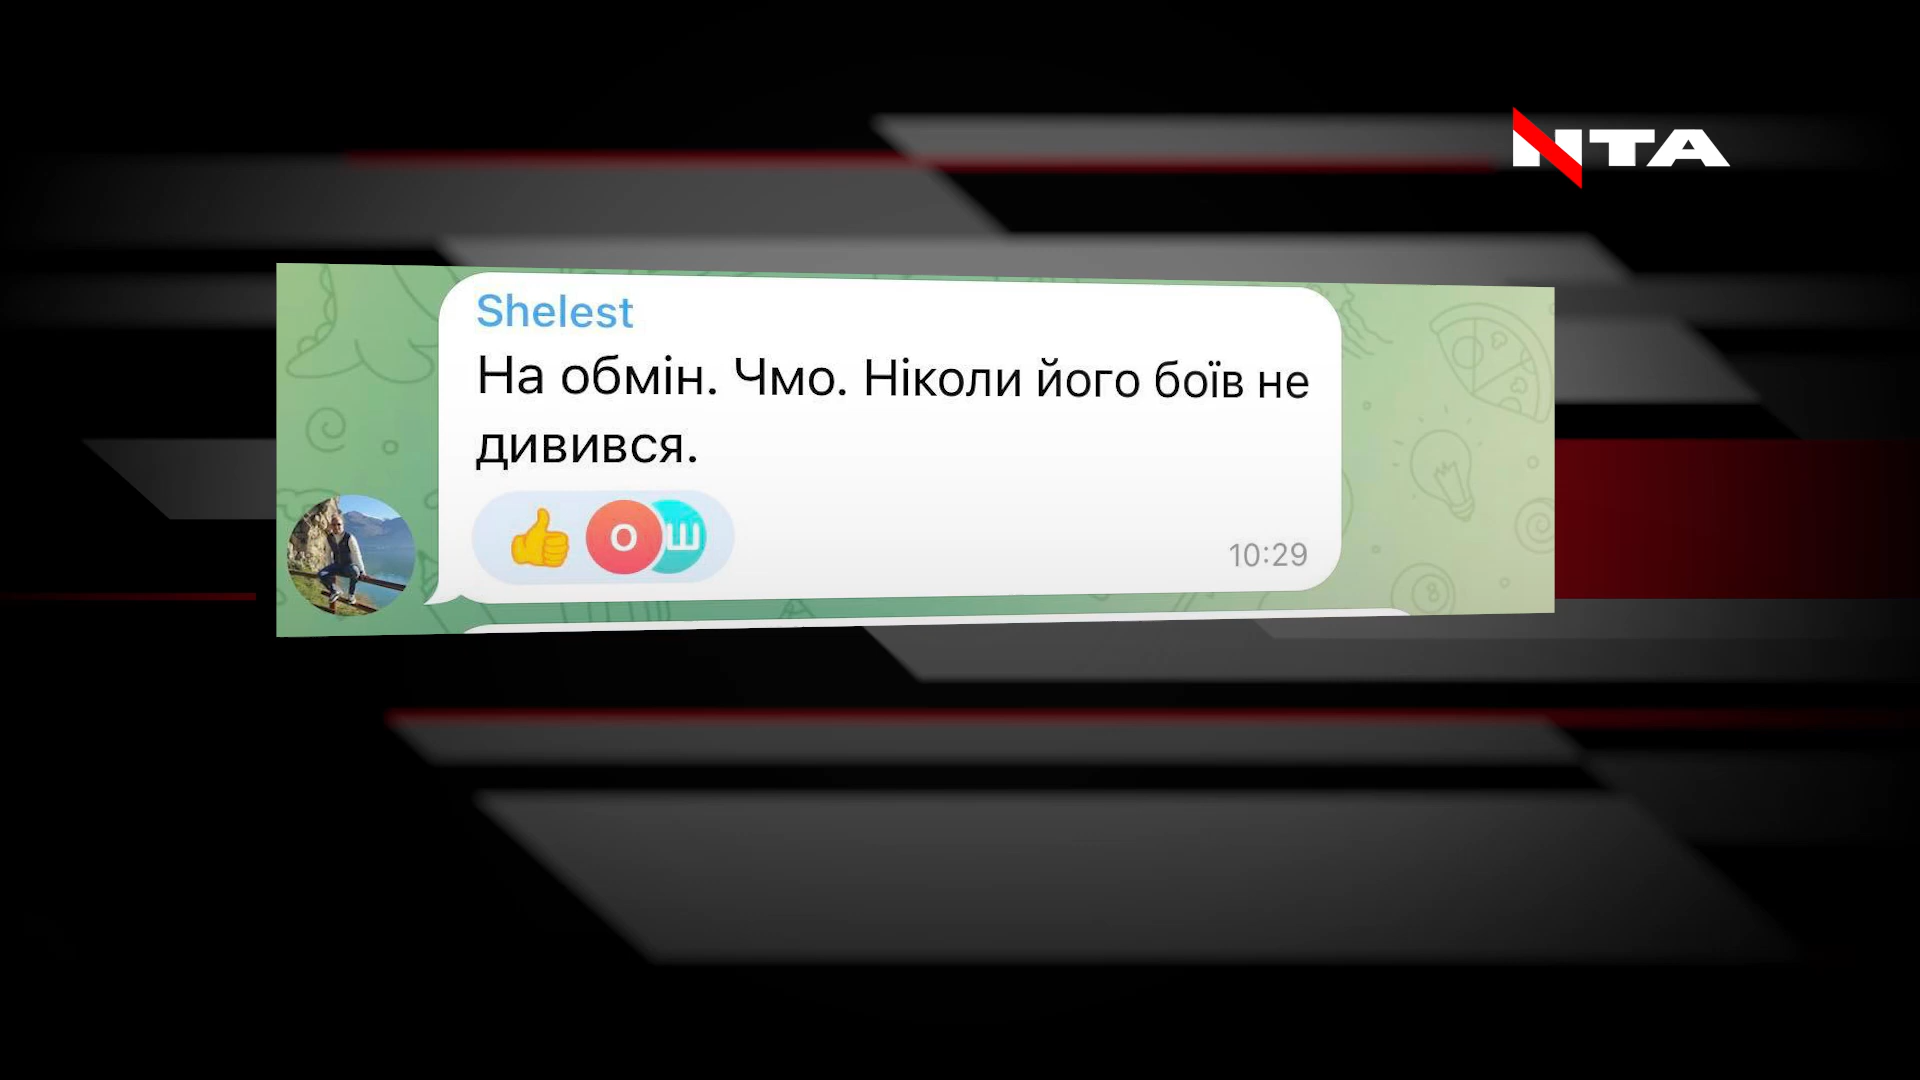 NTA
Shelest
На обмін. Чмо. Ніколи його боїв не
дивився.
О Ш
10:29